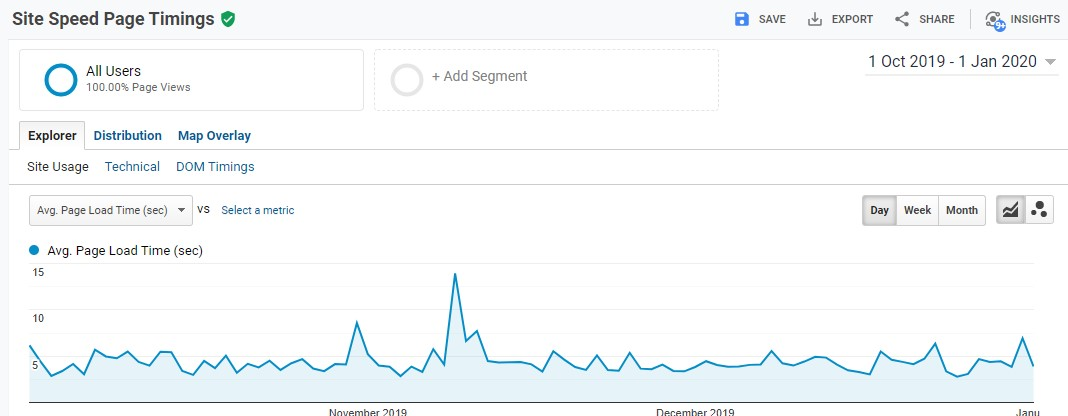 Site Speed Page Timings
SAVE EXPORT SHARE INSIGHTS
9+
All Users
100.00% Page Views
+ Add Segment
1 Oct 2019 - 1 Jan 2020
Explorer Distribution Map Overlay
Site Usage Technical DOM Timings
Avg. Page Load Time (sec) VS Select a metric
Day Week Month
Avg. Page Load Time (sec)
15
10
5
November 2019 December 2019 Janu